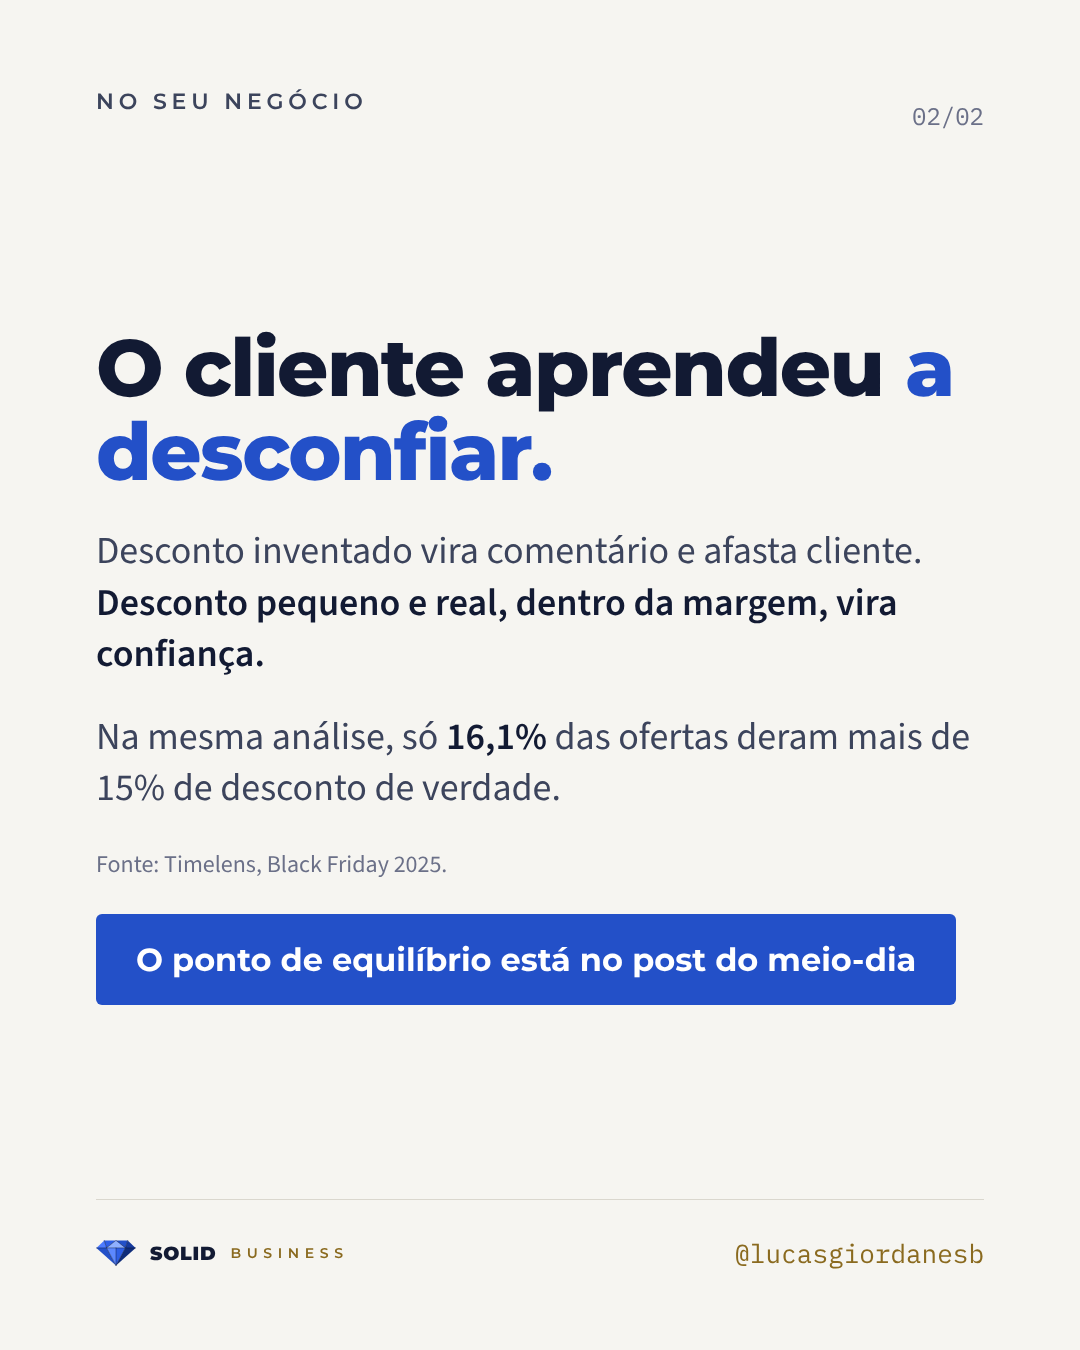 NO SEU NEGÓCIO
02/02
O cliente aprendeu a
desconfiar.
Desconto inventado vira comentário e afasta cliente.
Desconto pequeno e real, dentro da margem, vira
confiança.
Na mesma análise, só 16,1% das ofertas deram mais de
15% de desconto de verdade.
Fonte: Timelens, Black Friday 2025.
O ponto de equilíbrio está no post do meio-dia
SOLID BUSINESS
@lucasgiordanesb